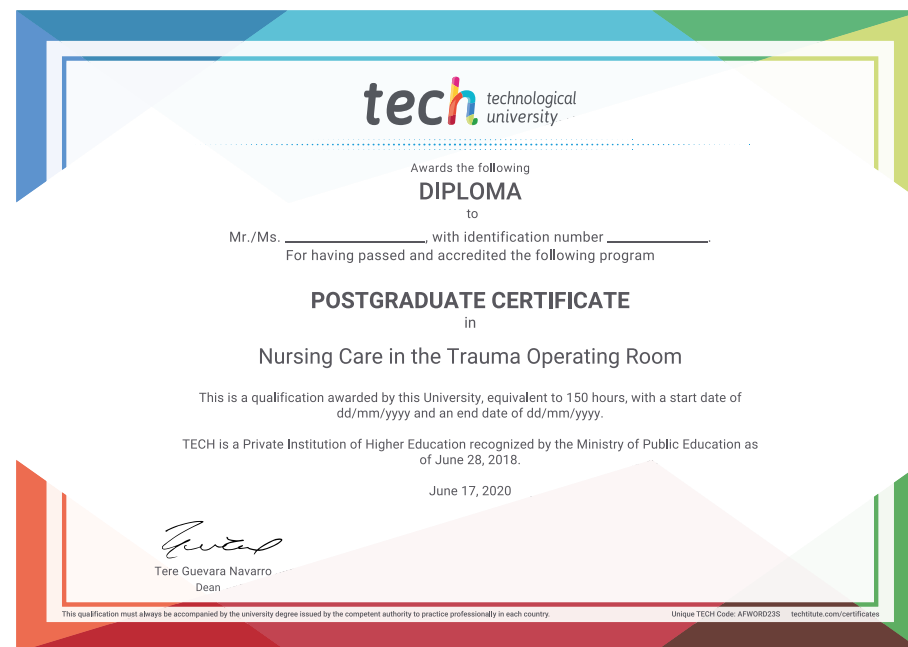 tech technological
university
Awards the following
DIPLOMA
to
Mr./Ms. ____________________, with identification number ______________.
For having passed and accredited the following program
POSTGRADUATE CERTIFICATE
in
Nursing Care in the Trauma Operating Room
This is a qualification awarded by this University, equivalent to 150 hours, with a start date of
dd/mm/yyyy and an end date of dd/mm/yyyy.
TECH is a Private Institution of Higher Education recognized by the Ministry of Public Education as
of June 28, 2018.
June 17, 2020
Tere Guevara Navarro
Dean
This qualification must always be accompanied by the university degree issued by the competent authority to practice professionally in each country. Unique TECH Code: AFWORD23S techtitute.com/certificates